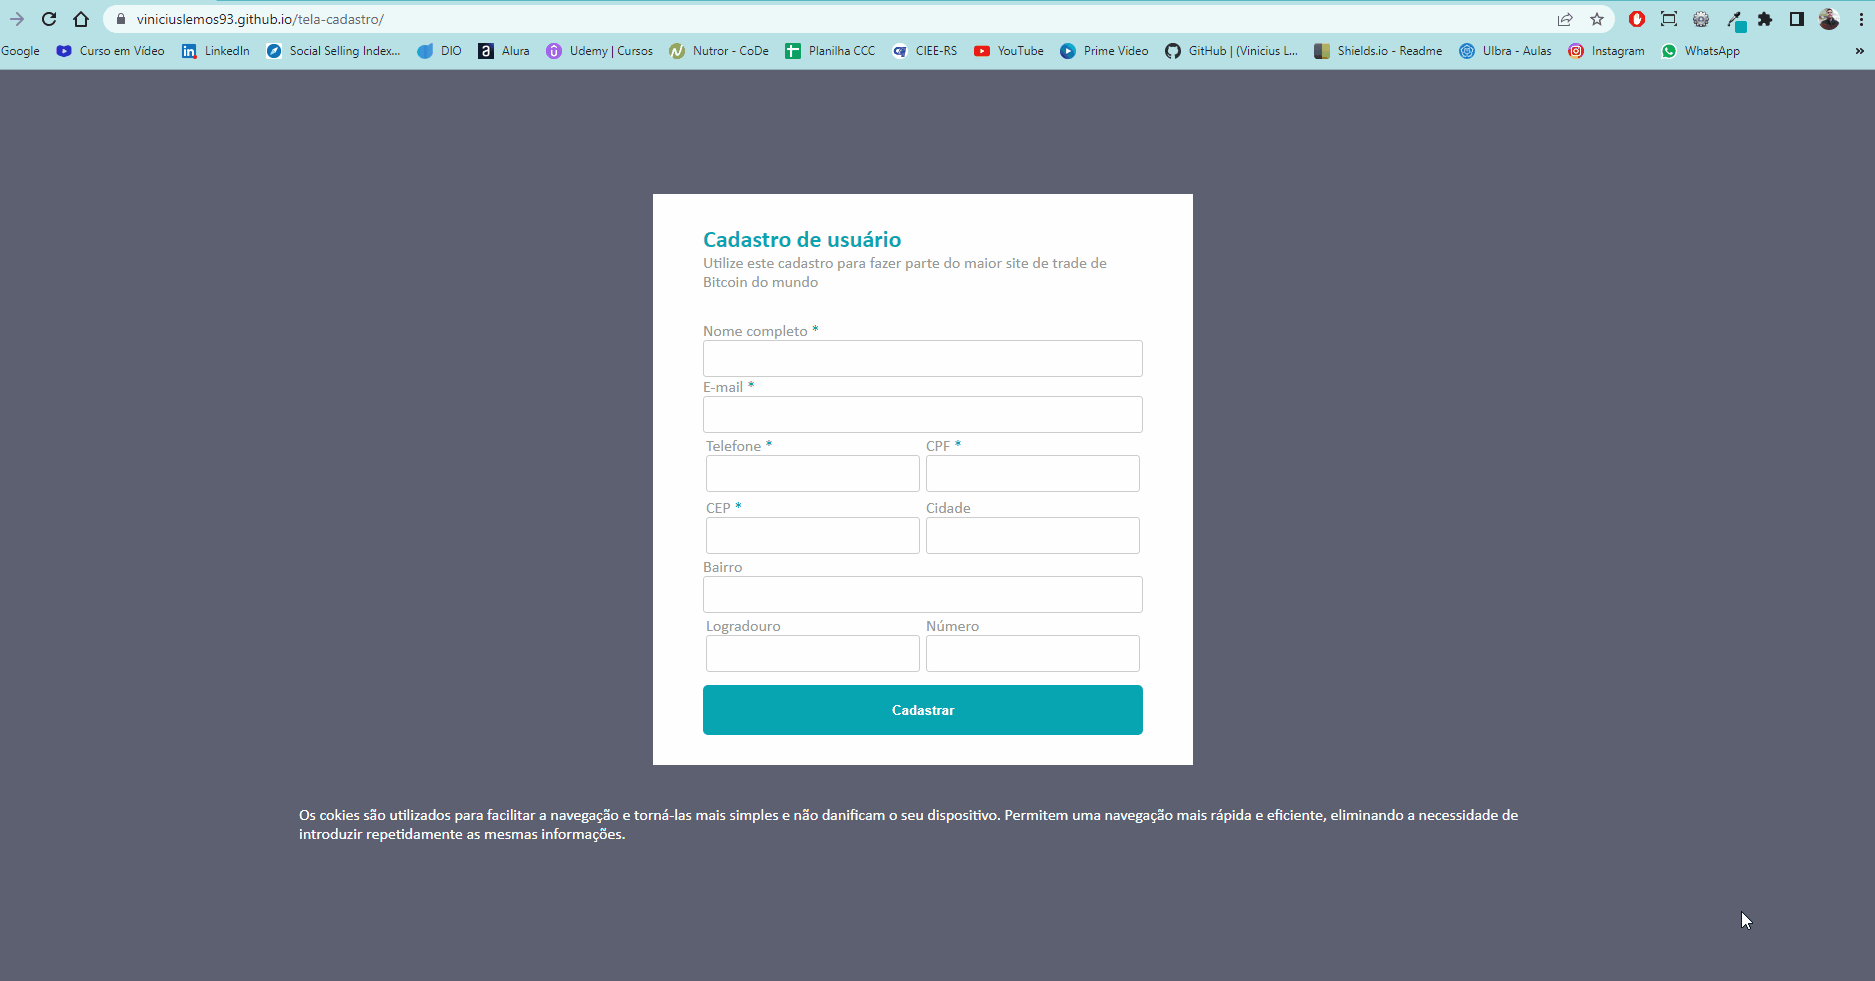 viniciuslemos93.github.io/tela-cadastro/
Google Curso em Vídeo LinkedIn Social Selling Index... DIO Alura Udemy | Cursos Nutror - CoDe Planilha CCC CIEE-RS YouTube Prime Video GitHub | (Vinicius L... Shields.io - Readme Ulbra - Aulas Instagram WhatsApp »
Cadastro de usuário
Utilize este cadastro para fazer parte do maior site de trade de
Bitcoin do mundo
Nome completo *
E-mail *
Telefone * CPF *
CEP * Cidade
Bairro
Logradouro Número
Cadastrar
Os cokies são utilizados para facilitar a navegação e torná-las mais simples e não danificam o seu dispositivo. Permitem uma navegação mais rápida e eficiente, eliminando a necessidade de
introduzir repetidamente as mesmas informações.